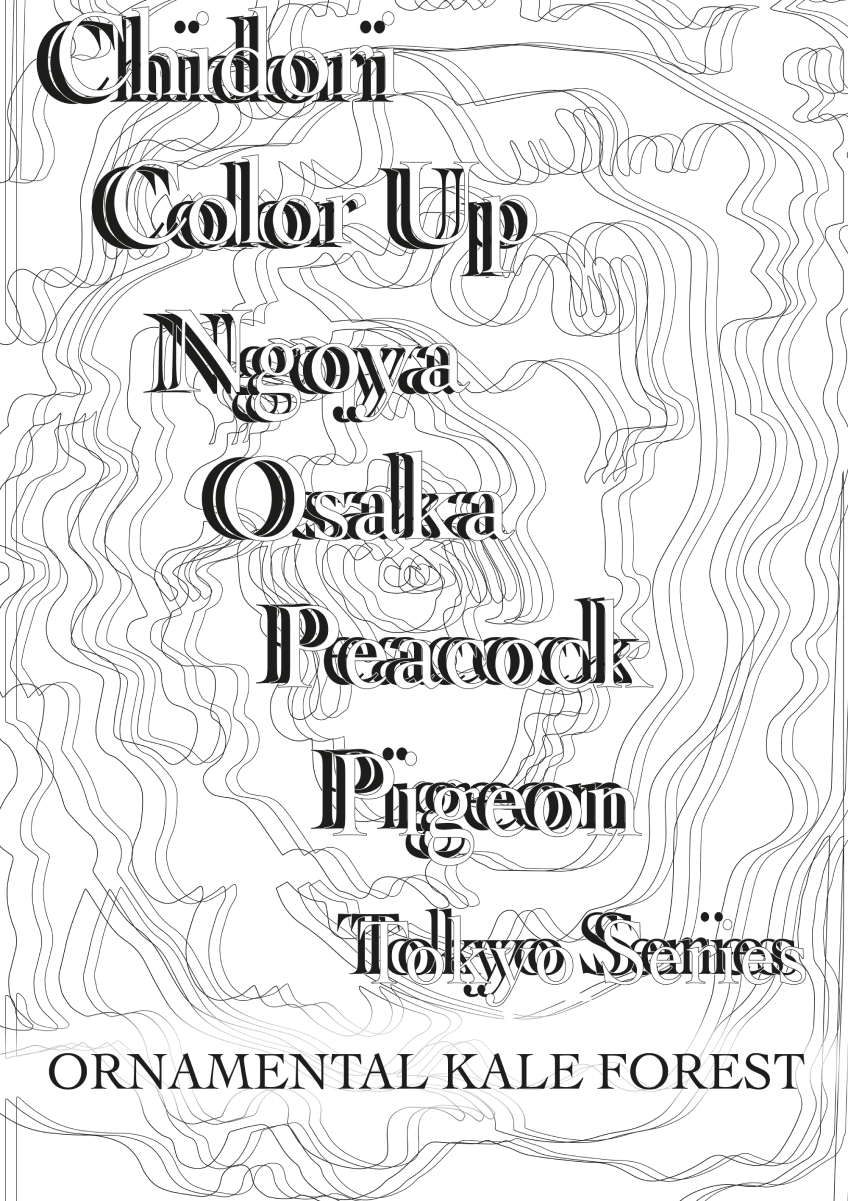 Chidori
Color Up
Ngoya
Osaka
Peacock
Pigeon
Tokyo Series
ORNAMENTAL KALE FOREST